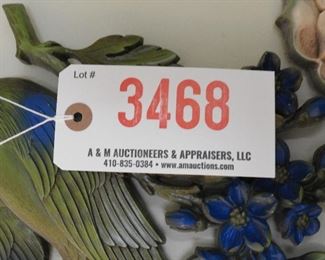 Lot #
3468
A & M AUCTIONEERS & APPRAISERS, LLC
410-835-0384 • www.amauctions.com